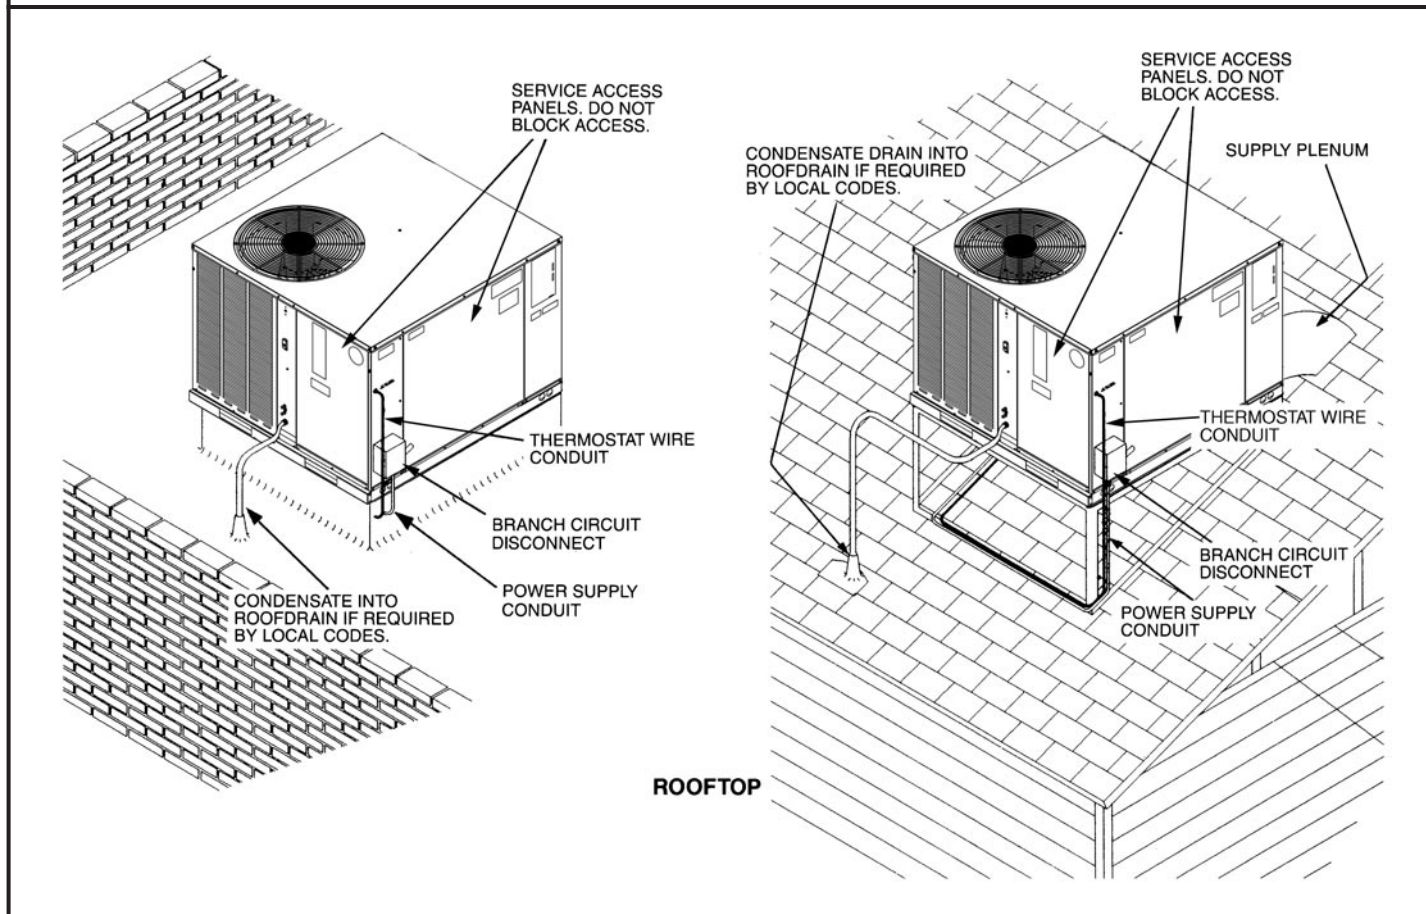 SERVICE ACCESS
PANELS. DO NOT
BLOCK ACCESS.
THERMOSTAT WIRE
CONDUIT
BRANCH CIRCUIT
DISCONNECT
POWER SUPPLY
CONDUIT
CONDENSATE INTO
ROOFDRAIN IF REQUIRED
BY LOCAL CODES.
SERVICE ACCESS
PANELS. DO NOT
BLOCK ACCESS.
CONDENSATE DRAIN INTO
ROOFDRAIN IF REQUIRED
BY LOCAL CODES.
SUPPLY PLENUM
THERMOSTAT WIRE
CONDUIT
BRANCH CIRCUIT
DISCONNECT
POWER SUPPLY
CONDUIT
ROOFTOP